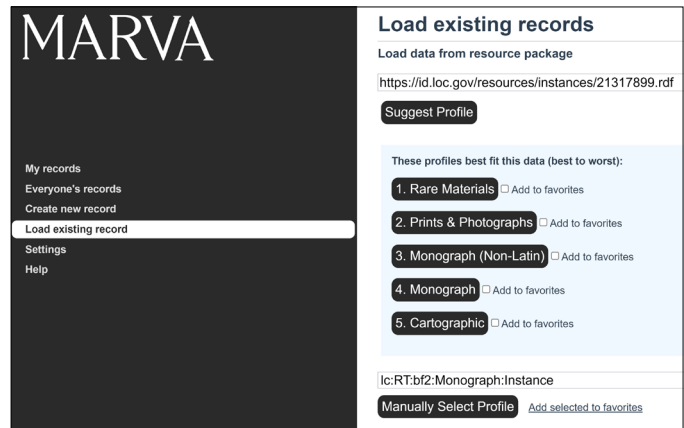 MARVA
My records
Everyone's records
Create new record
Load existing record
Settings
Help
Load existing records
Load data from resource package
https://id.loc.gov/resources/instances/21317899.rdf
Suggest Profile
These profiles best fit this data (best to worst):
1. Rare Materials Add to favorites
2. Prints & Photographs Add to favorites
3. Monograph (Non-Latin) Add to favorites
4. Monograph Add to favorites
5. Cartographic Add to favorites
lc:RT:bf2:Monograph:Instance
Manually Select Profile Add selected to favorites